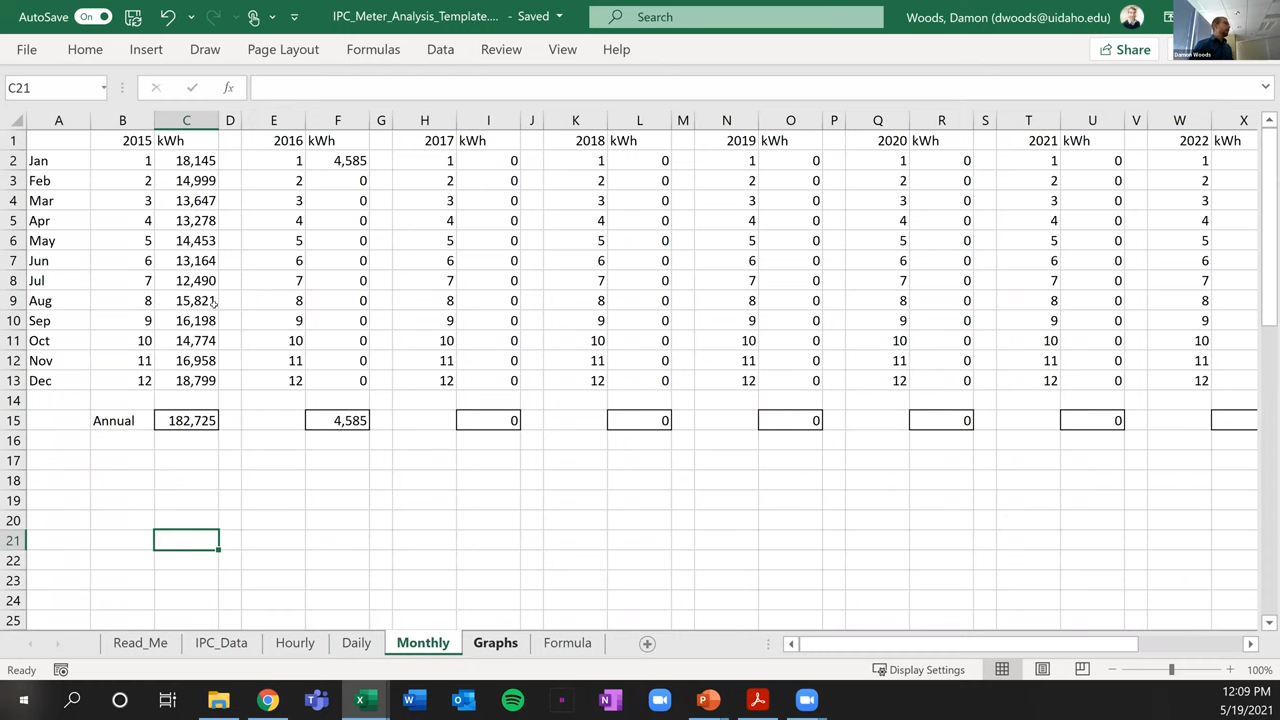 AutoSave On IPC_Meter_Analysis_Template.... - Saved Search Woods, Damon (dwoods@uidaho.edu)
Damon Woods
File Home Insert Draw Page Layout Formulas Data Review View Help Share
C21 fx
A B C D E F G H I J K L M N O P Q R S T U V W X
1 2015 kWh 2016 kWh 2017 kWh 2018 kWh 2019 kWh 2020 kWh 2021 kWh 2022 kWh
2 Jan 1 18,145 1 4,585 1 0 1 0 1 0 1 0 1 0 1
3 Feb 2 14,999 2 0 2 0 2 0 2 0 2 0 2 0 2
4 Mar 3 13,647 3 0 3 0 3 0 3 0 3 0 3 0 3
5 Apr 4 13,278 4 0 4 0 4 0 4 0 4 0 4 0 4
6 May 5 14,453 5 0 5 0 5 0 5 0 5 0 5 0 5
7 Jun 6 13,164 6 0 6 0 6 0 6 0 6 0 6 0 6
8 Jul 7 12,490 7 0 7 0 7 0 7 0 7 0 7 0 7
9 Aug 8 15,821 8 0 8 0 8 0 8 0 8 0 8 0 8
10 Sep 9 16,198 9 0 9 0 9 0 9 0 9 0 9 0 9
11 Oct 10 14,774 10 0 10 0 10 0 10 0 10 0 10 0 10
12 Nov 11 16,958 11 0 11 0 11 0 11 0 11 0 11 0 11
13 Dec 12 18,799 12 0 12 0 12 0 12 0 12 0 12 0 12
14
15 Annual 182,725 4,585 0 0 0 0 0
16
17
18
19
20
21
22
23
24
25
Read_Me IPC_Data Hourly Daily Monthly Graphs Formula
Ready Display Settings 100%
12:09 PM
5/19/2021